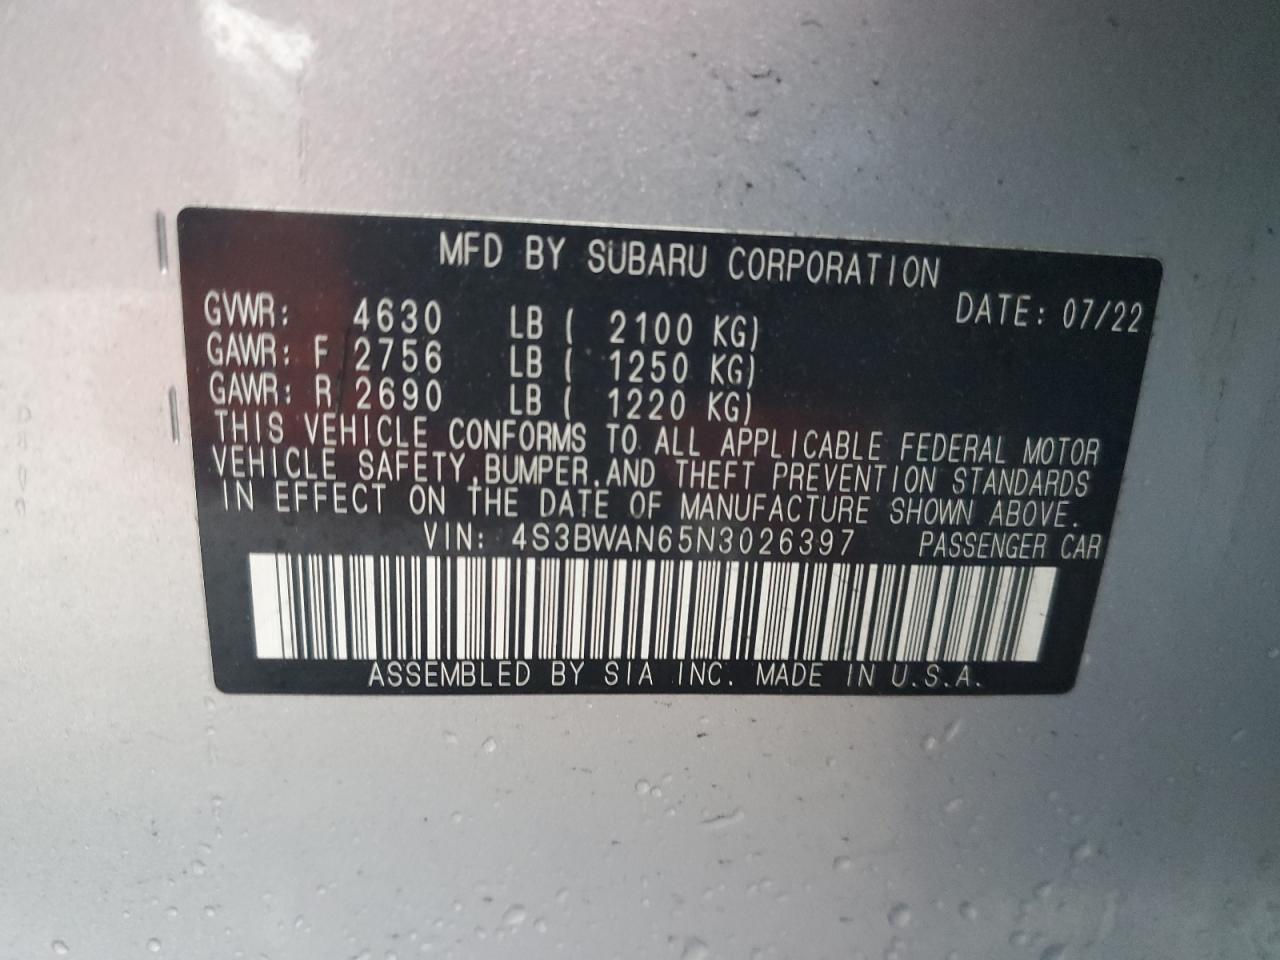 MFD BY SUBARU CORPORATION
DATE: 07/22
GVWR: 4630 LB ( 2100 KG)
GAWR: F 2756 LB ( 1250 KG)
GAWR: R 2690 LB ( 1220 KG)
THIS VEHICLE CONFORMS TO ALL APPLICABLE FEDERAL MOTOR
VEHICLE SAFETY,BUMPER,AND THEFT PREVENTION STANDARDS
IN EFFECT ON THE DATE OF MANUFACTURE SHOWN ABOVE.
VIN: 4S3BWAN65N3026397 PASSENGER CAR
ASSEMBLED BY SIA INC. MADE IN U.S.A.